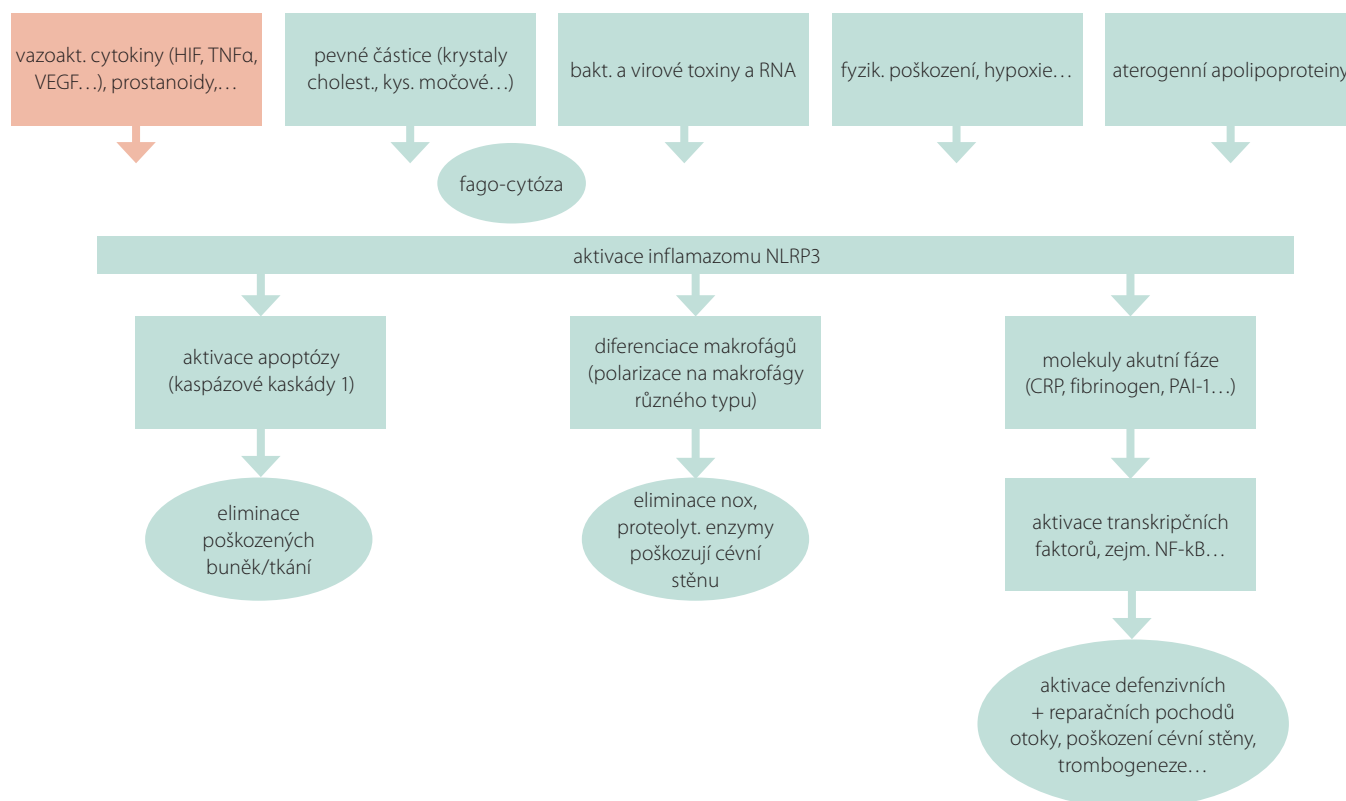 vazoakt. cytokiny (HIF, TNFα,
VEGF…), prostanoidy,…
pevné částice (krystaly
cholest., kys. močové…)
bakt. a virové toxiny a RNA
fyzik. poškození, hypoxie…
aterogenní apolipoproteiny
fago-cytóza
aktivace inflamazomu NLRP3
aktivace apoptózy
(kaspázové kaskády 1)
diferenciace makrofágů
(polarizace na makrofágy
různého typu)
molekuly akutní fáze
(CRP, fibrinogen, PAI-1…)
eliminace
poškozených
buněk/tkání
eliminace nox,
proteolyt. enzymy
poškozují cévní
stěnu
aktivace transkripčních
faktorů, zejm. NF-kB…
aktivace defenzivních
+ reparačních pochodů
otoky, poškození cévní stěny,
trombogeneze…